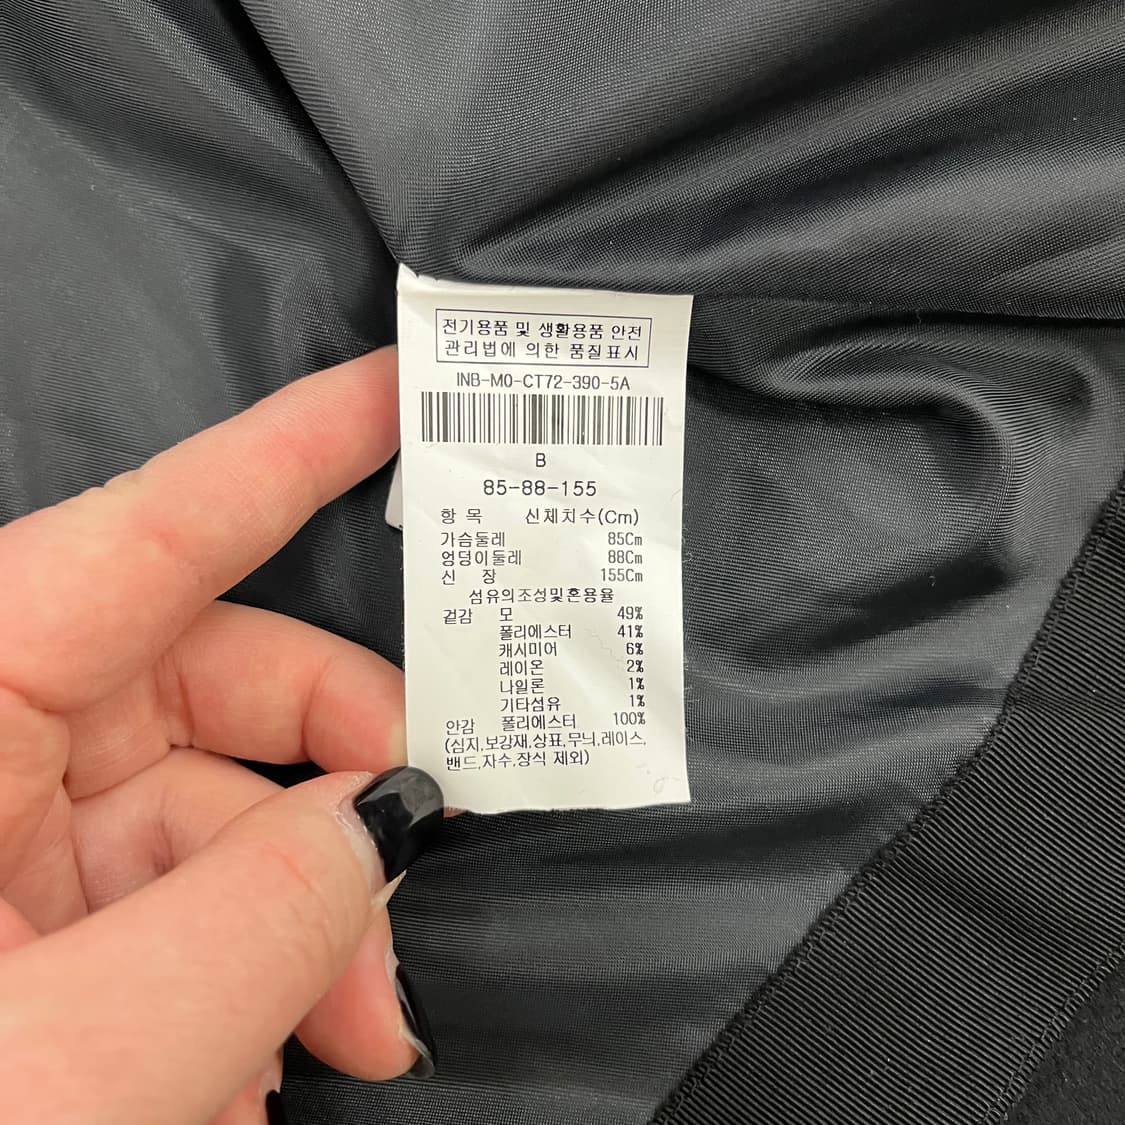 전기용품 및 생활용품 안전
관리법에 의한 품질표시
INB-MO-CT72-390-5A
B
85-88-155
항 목 신체치수(Cm)
가슴둘레 85Cm
엉덩이둘레 88Cm
신 장 155Cm
섬유의조성및혼용율
겉감 모 49%
폴리에스터 41%
캐시미어 6%
레이온 2%
나일론 1%
기타섬유 1%
안감 폴리에스터 100%
(심지,보강재,상표,무늬,레이스,
밴드,자수,장식 제외)